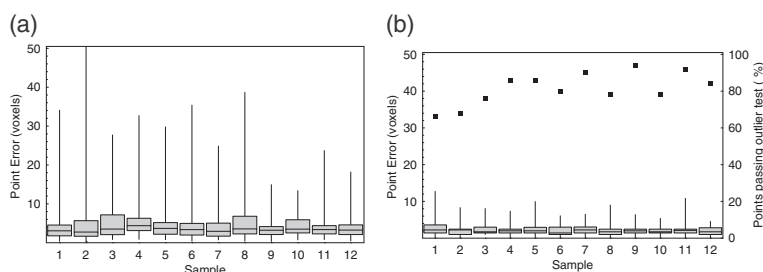 (a)
50
40
30
20
10
Point Error (voxels)
1 2 3 4 5 6 7 8 9 10 11 12
Sample
(b)
50
40
30
20
10
Point Error (voxels)
100
80
60
40
20
0
Points passing outlier test ( %)
1 2 3 4 5 6 7 8 9 10 11 12
Sample